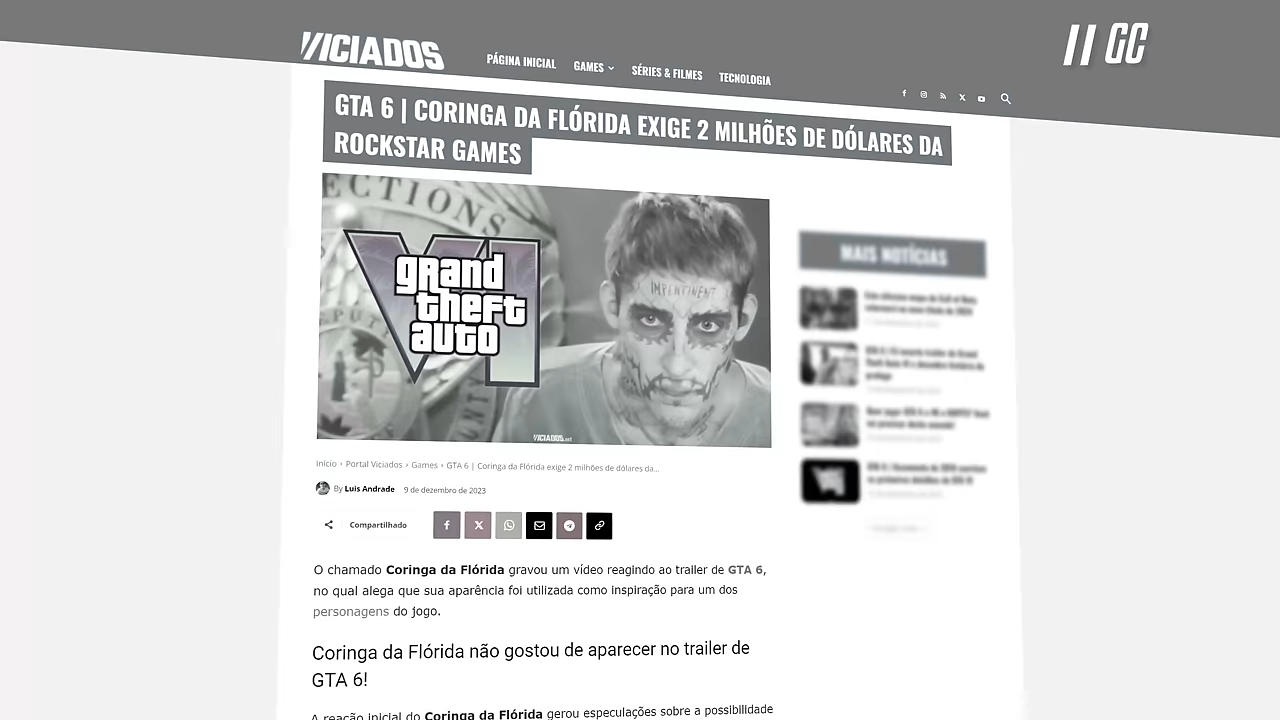 VICIADOS
PÁGINA INICIAL GAMES SÉRIES & FILMES TECNOLOGIA
CC
GTA 6 | CORINGA DA FLÓRIDA EXIGE 2 MILHÕES DE DÓLARES DA
ROCKSTAR GAMES
ECTIONS
VI
grand
theft
auto
IMPENITENT
VICIADOS.net
MAIS NOTÍCIAS
Início › Portal Viciados › Games › GTA 6 | Coringa da Flórida exige 2 milhões de dólares da...
By Luis Andrade 9 de dezembro de 2023
Compartilhado
O chamado Coringa da Flórida gravou um vídeo reagindo ao trailer de GTA 6,
no qual alega que sua aparência foi utilizada como inspiração para um dos
personagens do jogo.
Coringa da Flórida não gostou de aparecer no trailer de
GTA 6!
A reação inicial do Coringa da Flórida gerou especulações sobre a possibilidade